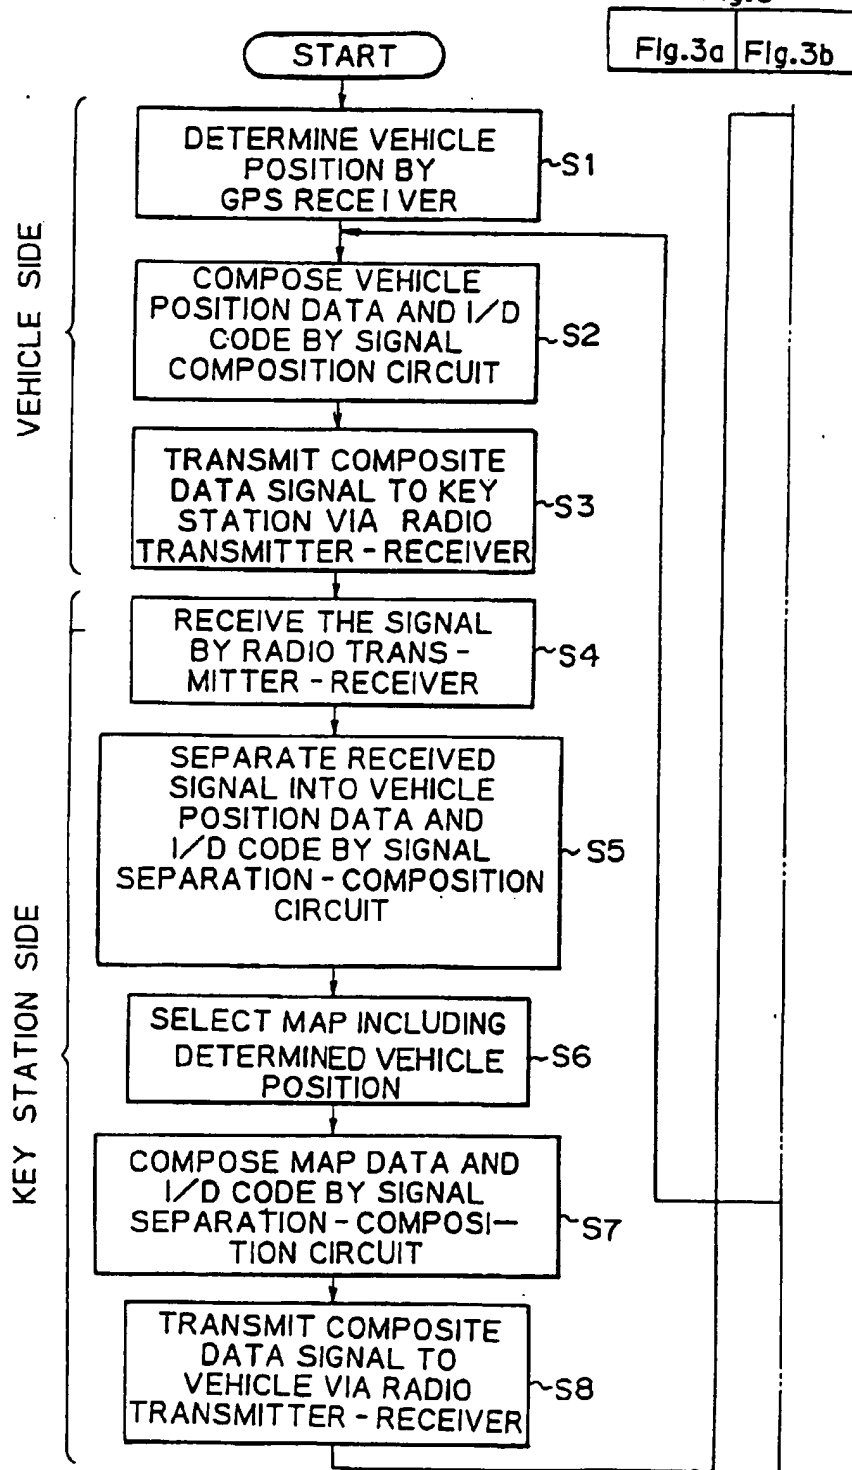 START
Fig.3a Fig.3b
DETERMINE VEHICLE
POSITION BY
GPS RECEIVER
S1
COMPOSE VEHICLE
POSITION DATA AND I/D
CODE BY SIGNAL
COMPOSITION CIRCUIT
S2
TRANSMIT COMPOSITE
DATA SIGNAL TO KEY
STATION VIA RADIO
TRANSMITTER-RECEIVER
S3
VEHICLE SIDE
RECEIVE THE SIGNAL
BY RADIO TRANS-
MITTER-RECEIVER
S4
SEPARATE RECEIVED
SIGNAL INTO VEHICLE
POSITION DATA AND
I/D CODE BY SIGNAL
SEPARATION-COMPOSITION
CIRCUIT
S5
SELECT MAP INCLUDING
DETERMINED VEHICLE
POSITION
S6
COMPOSE MAP DATA AND
I/D CODE BY SIGNAL
SEPARATION-COMPOSI-
TION CIRCUIT
S7
TRANSMIT COMPOSITE
DATA SIGNAL TO
VEHICLE VIA RADIO
TRANSMITTER-RECEIVER
S8
KEY STATION SIDE